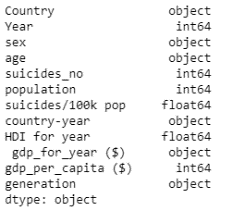 Country object
Year int64
sex object
age object
suicides_no int64
population int64
suicides/100k pop float64
country-year object
HDI for year float64
 gdp_for_year ($) object
gdp_per_capita ($) int64
generation object
dtype: object